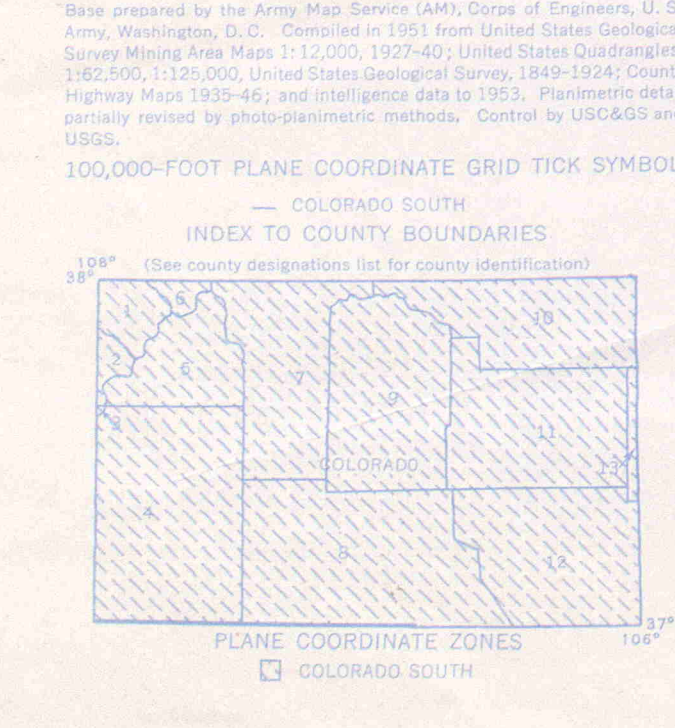 Base prepared by the Army Map Service (AM), Corps of Engineers, U. S
Army, Washington, D. C. Compiled in 1951 from United States Geologica
Survey Mining Area Maps 1: 12,000, 1927-40; United States Quadrangles
1:62,500, 1:125,000, United States Geological Survey, 1849-1924; Count
Highway Maps 1935-46; and intelligence data to 1953. Planimetric deta
partially revised by photo-planimetric methods. Control by USC&GS an
USGS.
100,000-FOOT PLANE COORDINATE GRID TICK SYMBOL
COLORADO SOUTH
INDEX TO COUNTY BOUNDARIES
108° (See county designations list for county identification)
38°
6
1
10
2
5
7
9
3
11
COLORADO
13
4
8
12
37°
PLANE COORDINATE ZONES
106°
COLORADO SOUTH